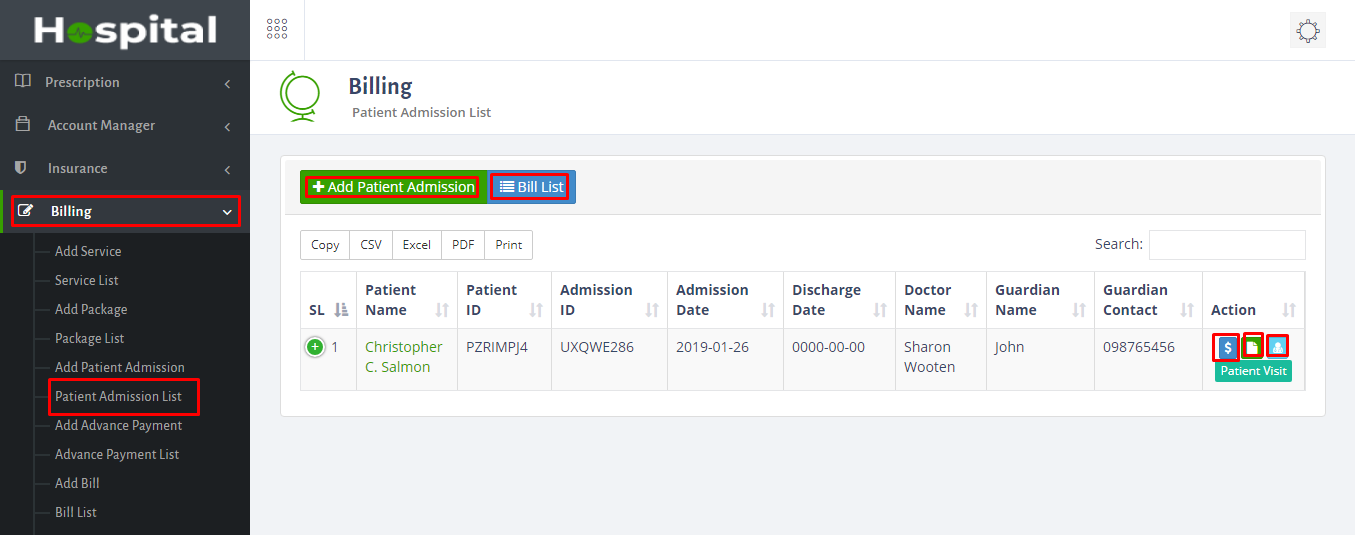 Hospital
Prescription
Account Manager
Insurance
Billing
Add Service
Service List
Add Package
Package List
Add Patient Admission
Patient Admission List
Add Advance Payment
Advance Payment List
Add Bill
Bill List
Billing
Patient Admission List
Add Patient Admission Bill List
Copy CSV Excel PDF Print Search:
SL Patient Name Patient ID Admission ID Admission Date Discharge Date Doctor Name Guardian Name Guardian Contact Action
1 Christopher C. Salmon PZRIMPJ4 UXQWE286 2019-01-26 0000-00-00 Sharon Wooten John 098765456 $
Patient Visit